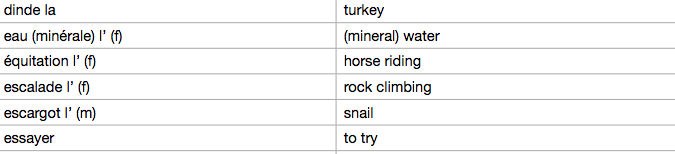 dinde la turkey
eau (minérale) l’ (f) (mineral) water
équitation l’ (f) horse riding
escalade l’ (f) rock climbing
escargot l’ (m) snail
essayer to try